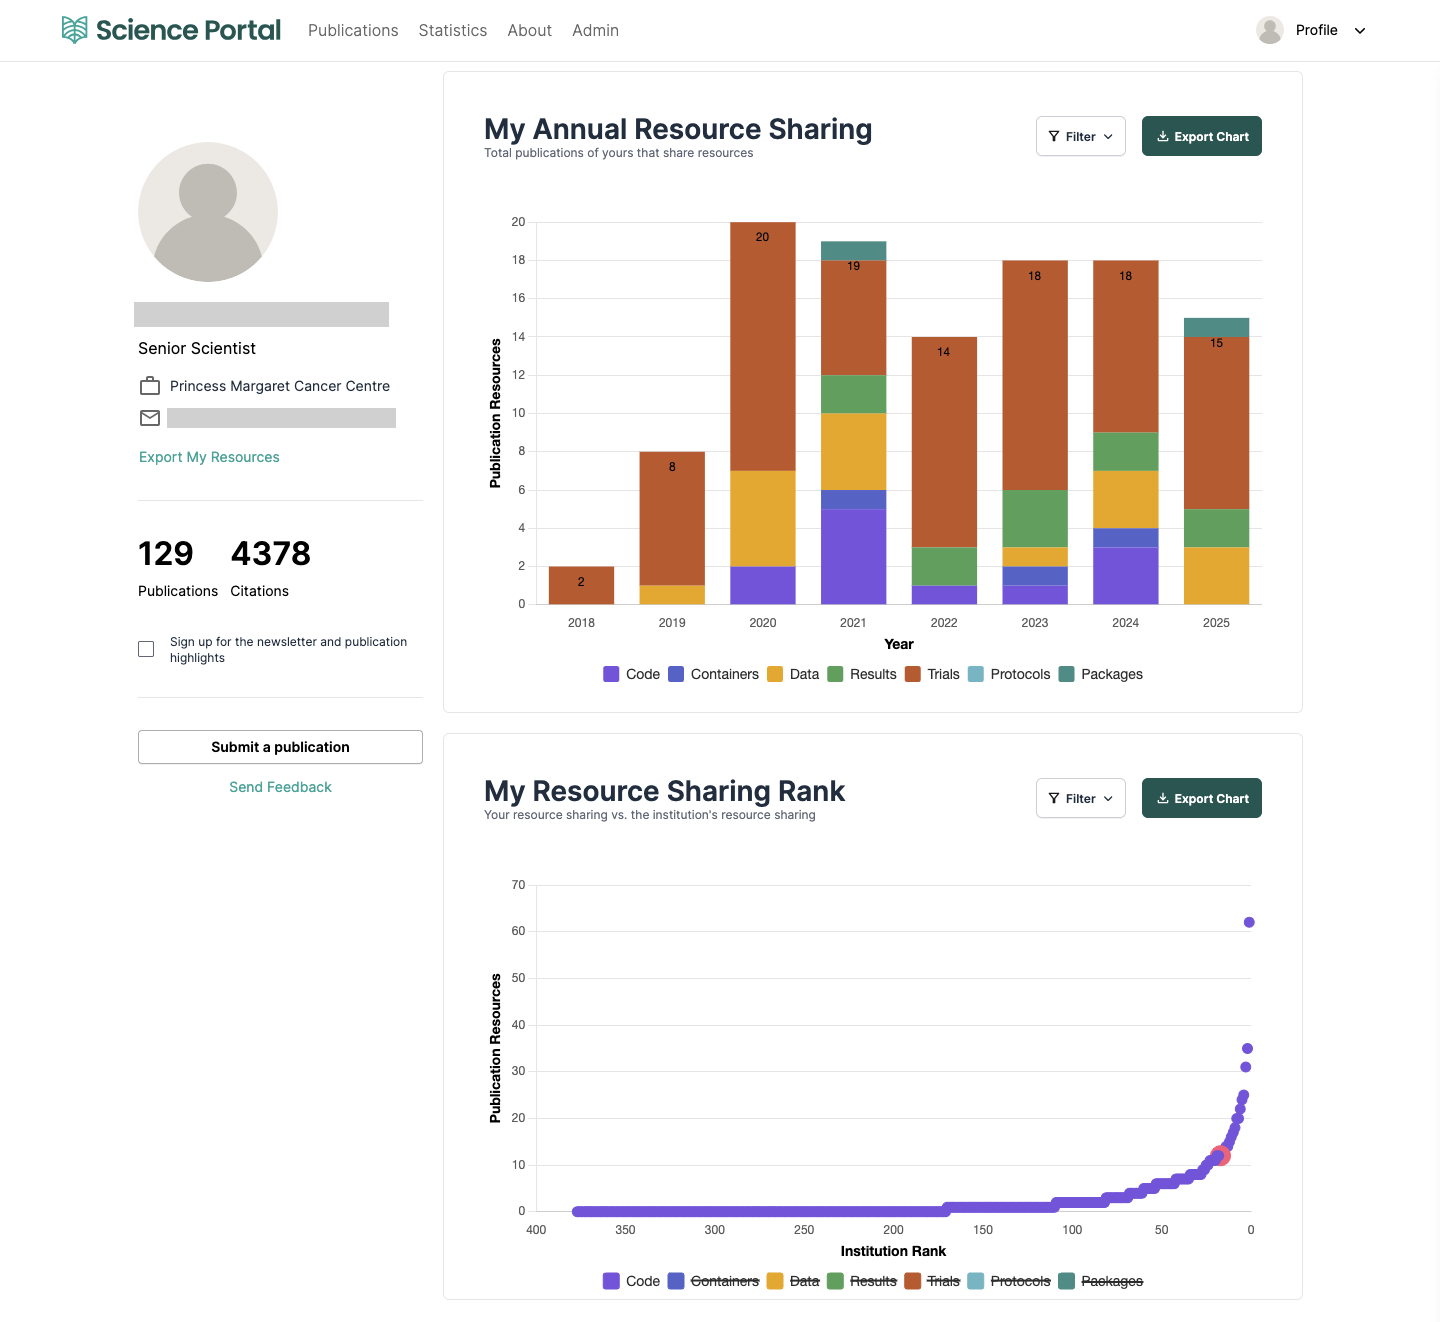 Science Portal
Publications Statistics About Admin
Profile
Senior Scientist
Princess Margaret Cancer Centre
Export My Resources
129 4378
Publications Citations
Sign up for the newsletter and publication
highlights
Submit a publication
Send Feedback
My Annual Resource Sharing
Total publications of yours that share resources
Filter
Export Chart
Publication Resources
20
18
16
14
12
10
8
6
4
2
0
2
8
20
19
14
18
18
15
2018 2019 2020 2021 2022 2023 2024 2025
Year
Code Containers Data Results Trials Protocols Packages
My Resource Sharing Rank
Your resource sharing vs. the institution's resource sharing
Filter
Export Chart
Publication Resources
70
60
50
40
30
20
10
0
400 350 300 250 200 150 100 50 0
Institution Rank
Code Containers Data Results Trials Protocols Packages